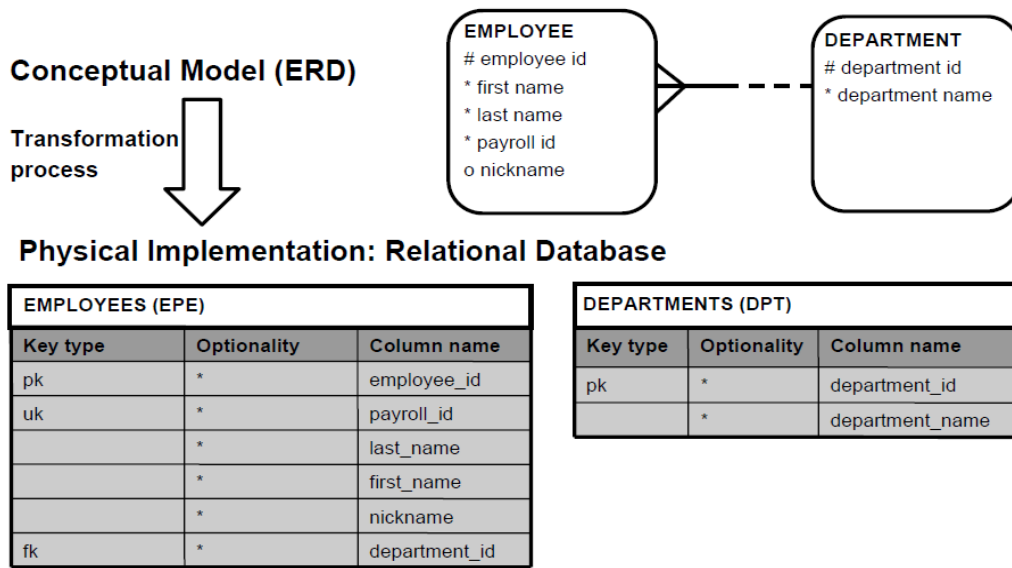 Conceptual Model (ERD)
Transformation
process
EMPLOYEE
# employee id
* first name
* last name
* payroll id
o nickname
DEPARTMENT
# department id
* department name
Physical Implementation: Relational Database
EMPLOYEES (EPE)
Key type Optionality Column name
pk * employee_id
uk * payroll_id
* last_name
* first_name
* nickname
fk * department_id
DEPARTMENTS (DPT)
Key type Optionality Column name
pk * department_id
* department_name